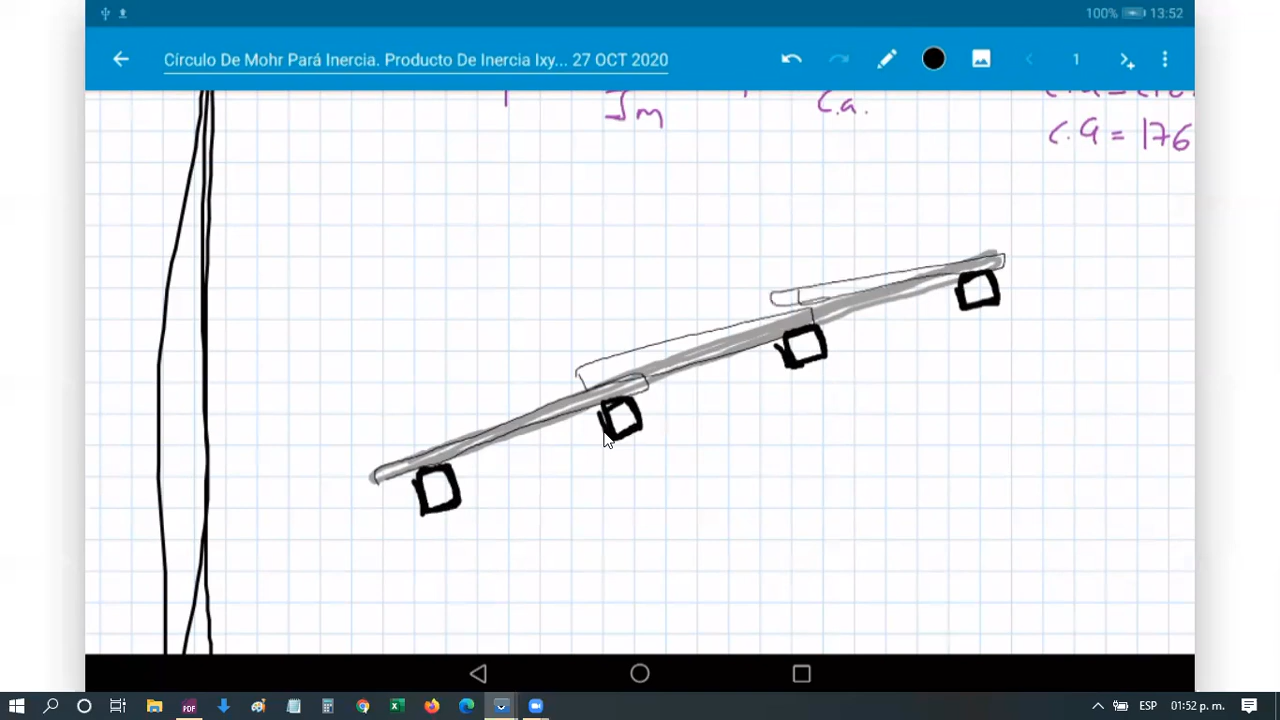 100% 13:52
Círculo De Mohr Pará Inercia. Producto De Inercia Ixy... 27 OCT 2020 1
Im
C.a.
C.a = 176
ESP 01:52 p. m.